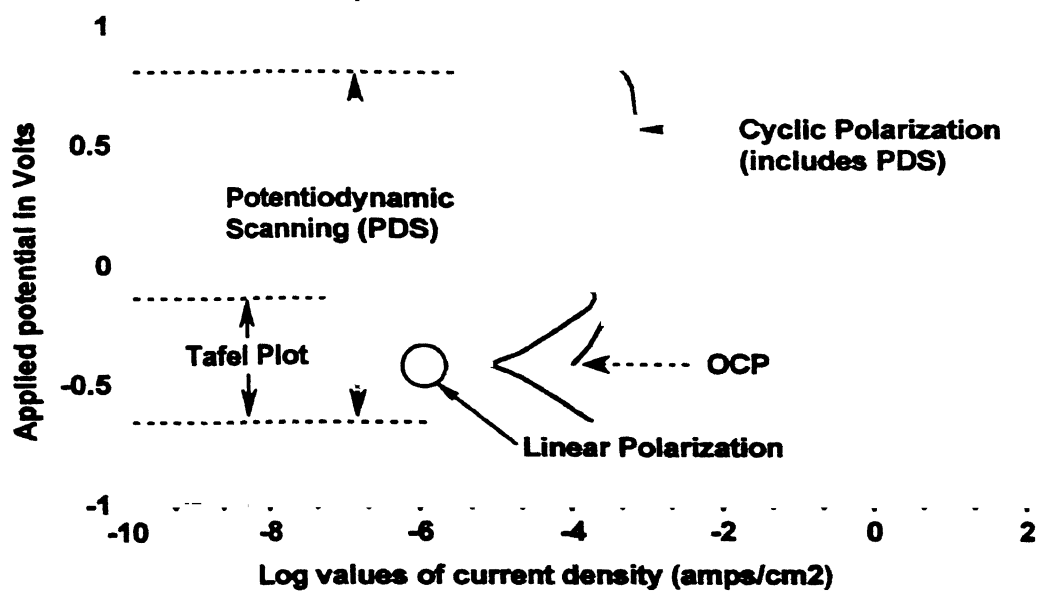 1
0.5
0
-0.5
-1
Applied potential in Volts
Cyclic Polarization
(includes PDS)
Potentiodynamic
Scanning (PDS)
Tafel Plot
OCP
Linear Polarization
-10 -8 -6 -4 -2 0 2
Log values of current density (amps/cm2)